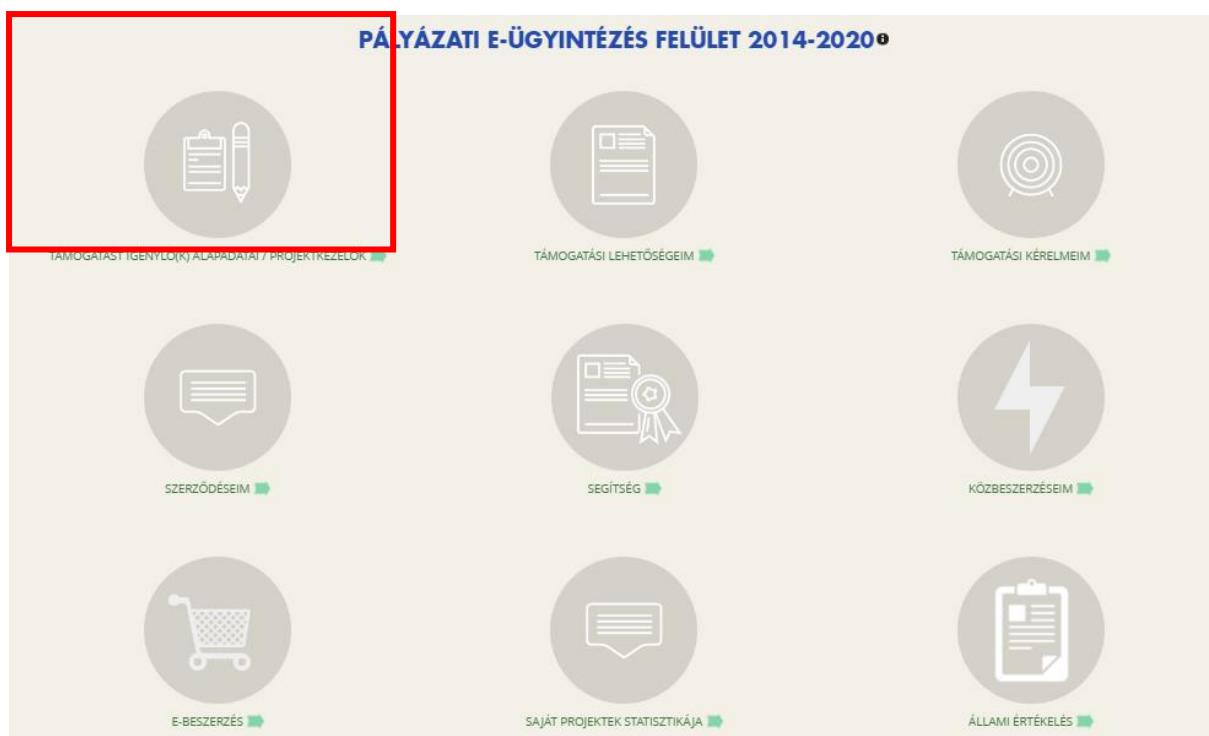 PÁLYÁZATI E-ÜGYINTÉZÉS FELÜLET 2014-2020
TÁMOGATÁST IGÉNYLŐ(K) ALAPADATAI / PROJEKTKEZELŐK
TÁMOGATÁSI LEHETŐSÉGEIM
TÁMOGATÁSI KÉRELMEIM
SZERZŐDÉSEIM
SEGÍTSÉG
KÖZBESZERZÉSEIM
E-BESZERZÉS
SAJÁT PROJEKTEK STATISZTIKÁJA
ÁLLAMI ÉRTÉKELÉS